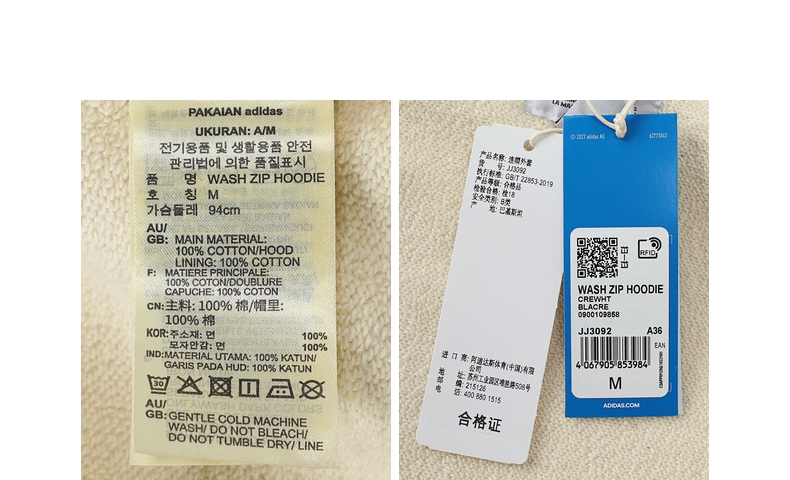 PAKAIAN adidas
UKURAN: A/M
전기용품 및 생활용품 안전
관리법에 의한 품질표시
품 명 WASH ZIP HOODIE
호 칭 M
가슴둘레 94cm
AU/
GB: MAIN MATERIAL:
100% COTTON/HOOD
LINING: 100% COTTON
F: MATIERE PRINCIPALE:
100% COTON/DOUBLURE
CAPUCHE: 100% COTON
CN: 主料: 100% 棉/帽里:
100% 棉
KOR: 주소재: 면 100%
모자안감: 면 100%
IND: MATERIAL UTAMA: 100% KATUN/
GARIS PADA HUD: 100% KATUN
30
AU/
GB: GENTLE COLD MACHINE
WASH/ DO NOT BLEACH/
DO NOT TUMBLE DRY/ LINE
产品名称: 连帽外套
货 号: JJ3092
执行标准: GB/T 22853-2019
产品等级: 合格品
检验合格: 检18
安全类别: B类
产 地: 巴基斯坦
进 口 商: 阿迪达斯体育(中国)有限
公司
地 址: 苏州工业园区唯亭双马街
邮 编: 215126
电 话: 400 880 1515
合格证
LA MA
© 2022 adidas AG
62773043
RFID
WASH ZIP HOODIE
CREWHT
BLACRE
0900109858
JJ3092 A36
EAN
4 067905 853984
M
ADIDAS.COM